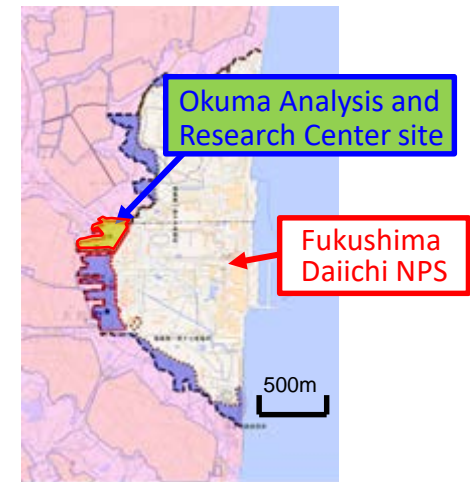 Okuma Analysis and
Research Center site
Fukushima
Daiichi NPS
500m